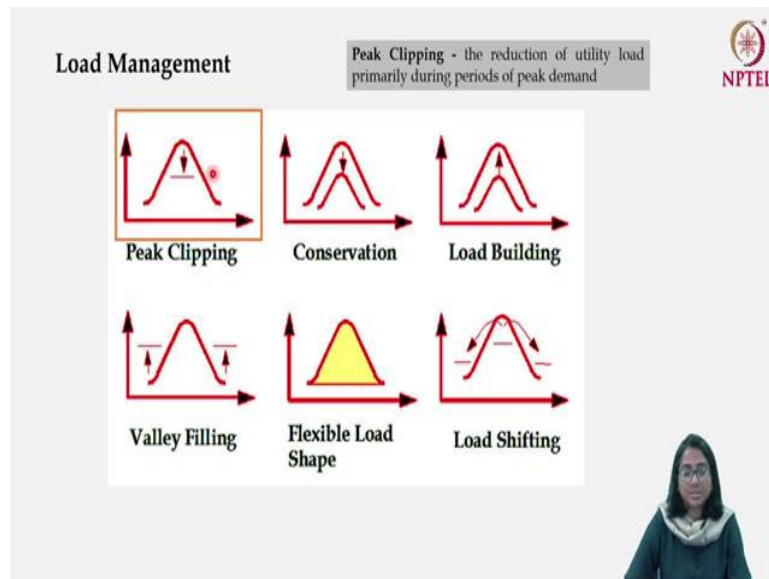 Load Management
Peak Clipping - the reduction of utility load
primarily during periods of peak demand
NPTEL
Peak Clipping
Conservation
Load Building
Valley Filling
Flexible Load
Shape
Load Shifting